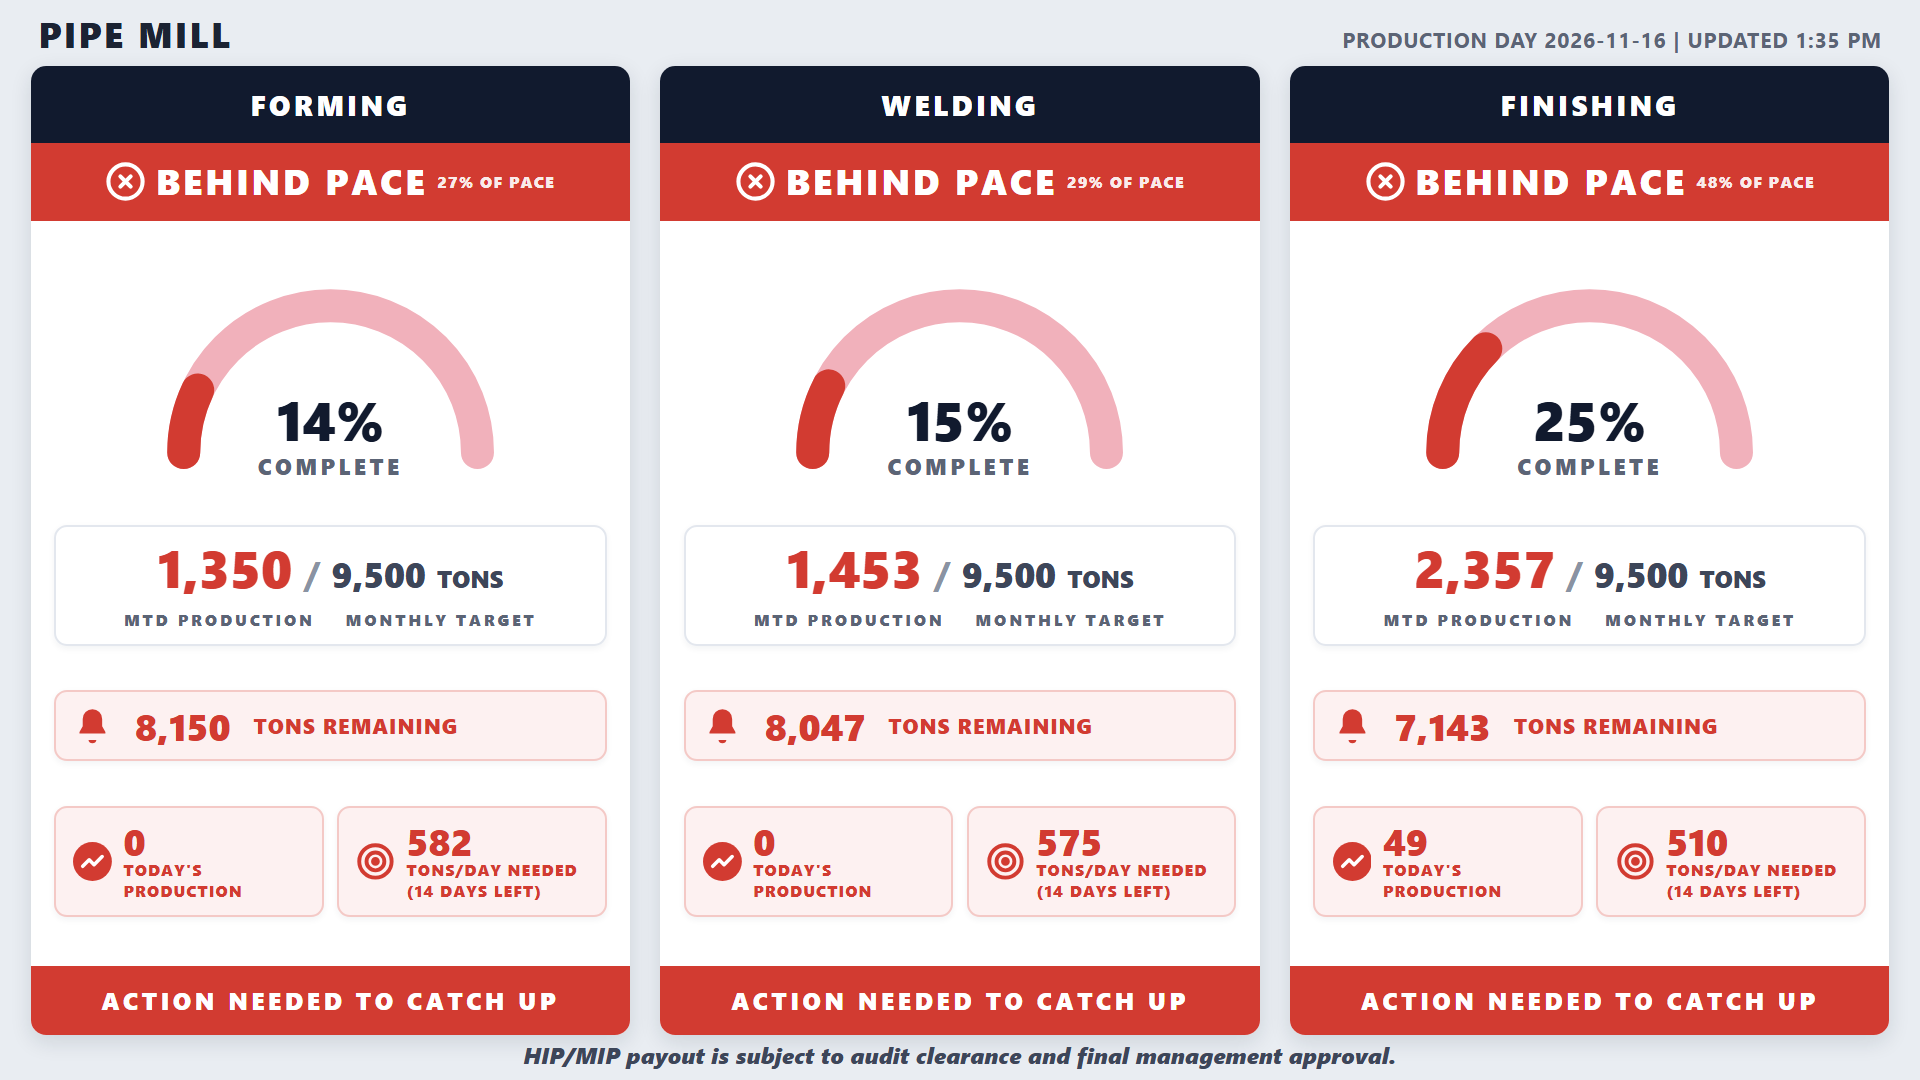 PIPE MILL
PRODUCTION DAY 2026-11-16 | UPDATED 1:35 PM
FORMING
BEHIND PACE 27% OF PACE
14%
COMPLETE
1,350 / 9,500 TONS
MTD PRODUCTION MONTHLY TARGET
8,150 TONS REMAINING
0
TODAY'S
PRODUCTION
582
TONS/DAY NEEDED
(14 DAYS LEFT)
ACTION NEEDED TO CATCH UP
WELDING
BEHIND PACE 29% OF PACE
15%
COMPLETE
1,453 / 9,500 TONS
MTD PRODUCTION MONTHLY TARGET
8,047 TONS REMAINING
0
TODAY'S
PRODUCTION
575
TONS/DAY NEEDED
(14 DAYS LEFT)
ACTION NEEDED TO CATCH UP
FINISHING
BEHIND PACE 48% OF PACE
25%
COMPLETE
2,357 / 9,500 TONS
MTD PRODUCTION MONTHLY TARGET
7,143 TONS REMAINING
49
TODAY'S
PRODUCTION
510
TONS/DAY NEEDED
(14 DAYS LEFT)
ACTION NEEDED TO CATCH UP
HIP/MIP payout is subject to audit clearance and final management approval.